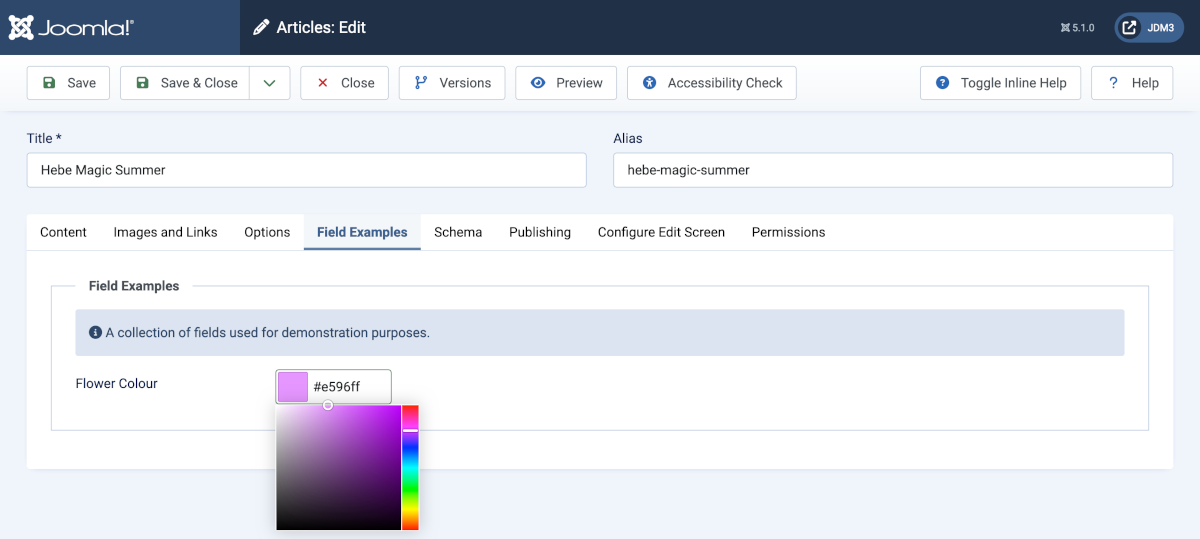 Joomla!® Articles: Edit 5.1.0 JDM3
Save Save & Close Close Versions Preview Accessibility Check Toggle Inline Help ? Help
Title * Alias
Hebe Magic Summer hebe-magic-summer
Content Images and Links Options Field Examples Schema Publishing Configure Edit Screen Permissions
Field Examples
A collection of fields used for demonstration purposes.
Flower Colour #e596ff